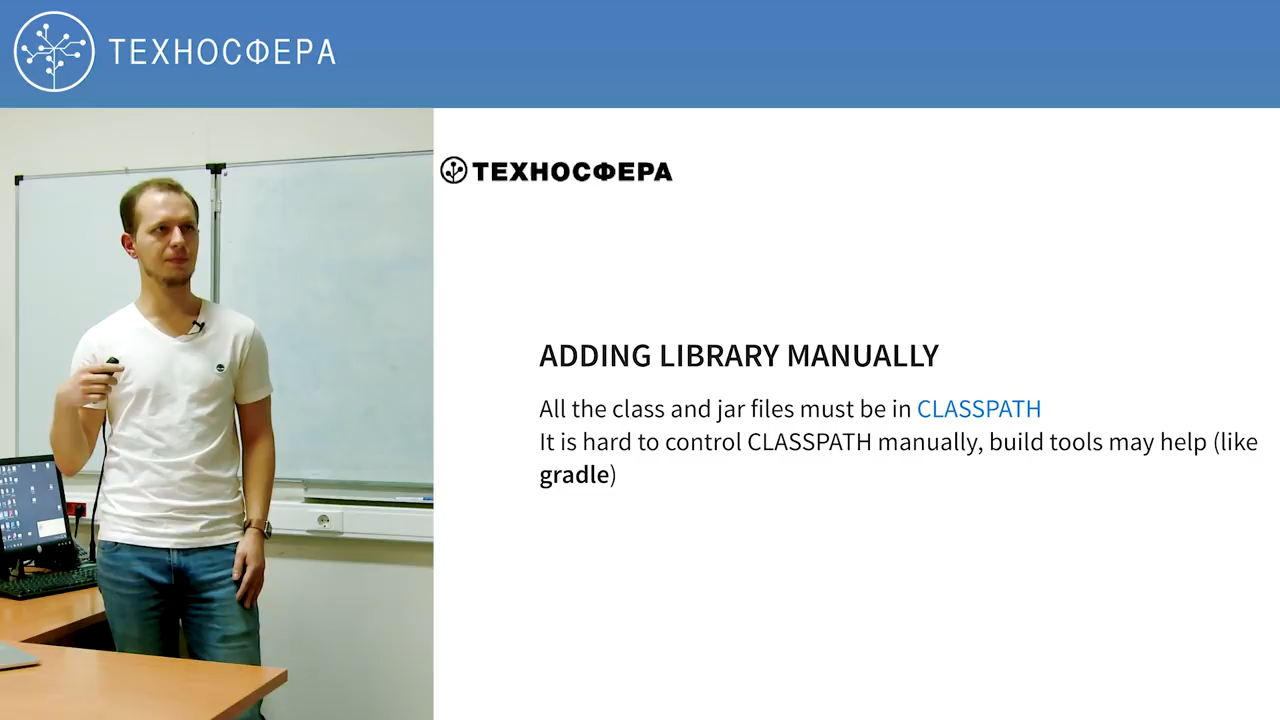 ТЕХНОСФЕРА
ТЕХНОСФЕРА
ADDING LIBRARY MANUALLY
All the class and jar files must be in CLASSPATH
It is hard to control CLASSPATH manually, build tools may help (like
gradle)